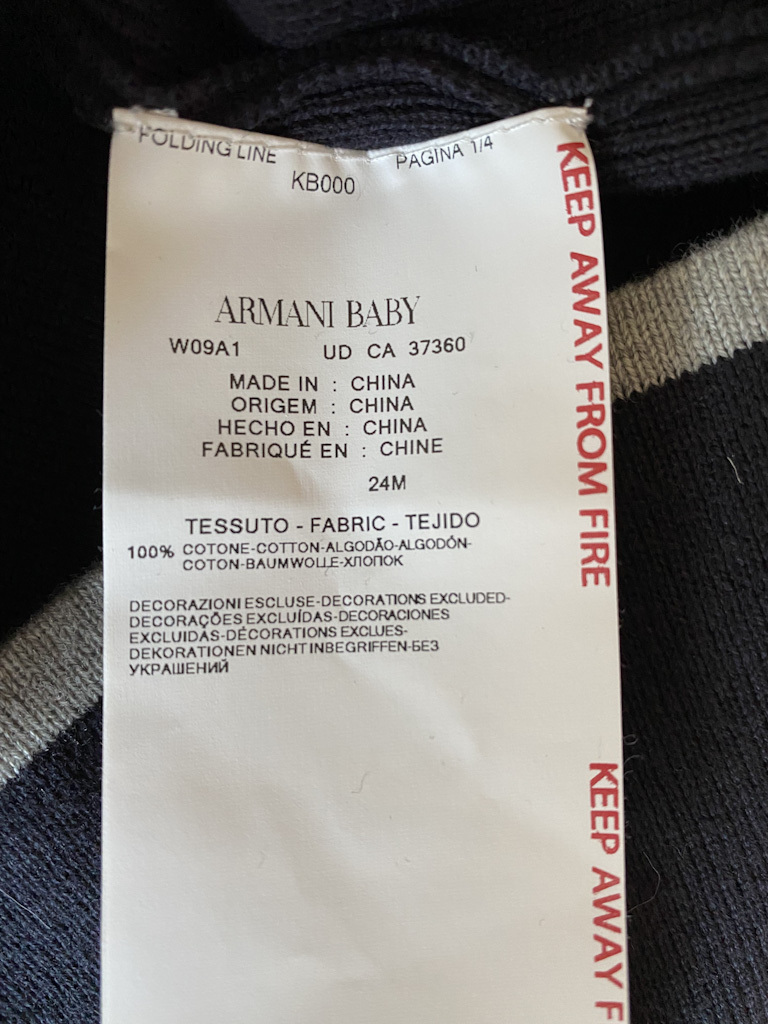 FOLDING LINE PAGINA 1/4
KB000
ARMANI BABY
W09A1 UD CA 37360
MADE IN : CHINA
ORIGEM : CHINA
HECHO EN : CHINA
FABRIQUÉ EN : CHINE
24M
TESSUTO - FABRIC - TEJIDO
100% COTONE-COTTON-ALGODÃO-ALGODÓN-
COTON-BAUMWOLLE-ХЛОПОК
DECORAZIONI ESCLUSE-DECORATIONS EXCLUDED-
DECORAÇÕES EXCLUÍDAS-DECORACIONES
EXCLUIDAS-DÉCORATIONS EXCLUES-
DEKORATIONEN NICHT INBEGRIFFEN-БЕЗ
УКРАШЕНИЙ
KEEP AWAY FROM FIRE
KEEP AWAY F